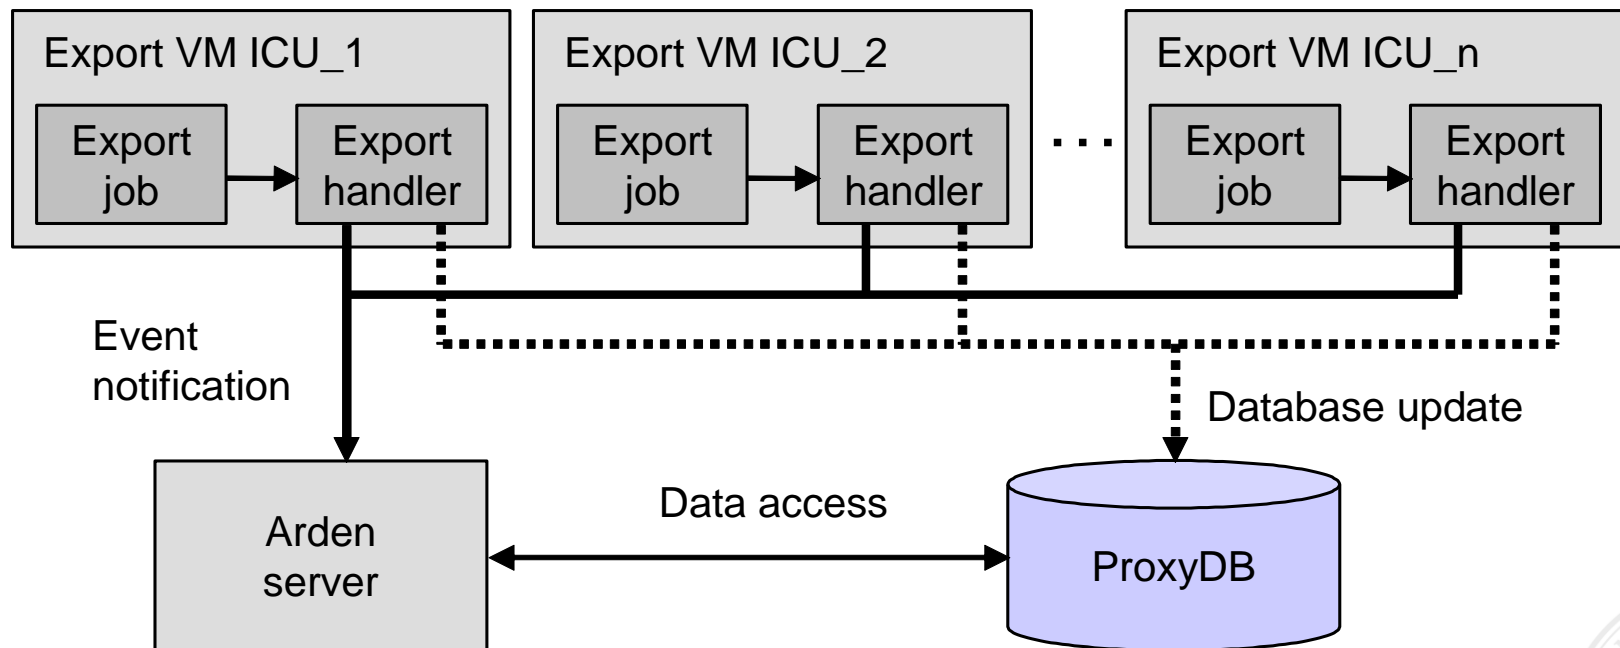 Export VM ICU_1
Export
job
Export
handler
Export VM ICU_2
Export
job
Export
handler
. . .
Export VM ICU_n
Export
job
Export
handler
Event
notification
Database update
Data access
Arden
server
ProxyDB